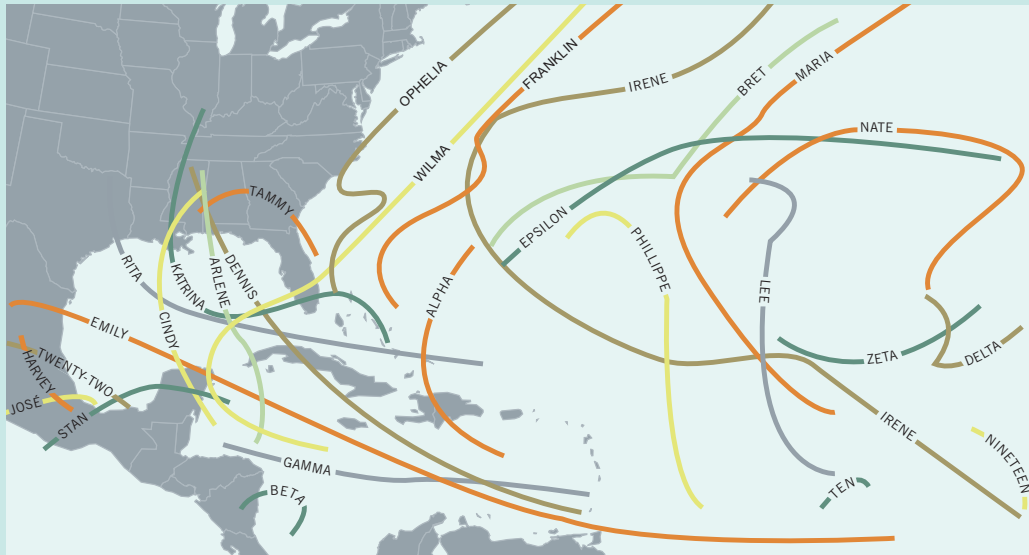 OPHELIA
FRANKLIN
IRENE
BRET
MARIA
NATE
WILMA
TAMMY
EPSILON
PHILLIPPE
RITA
KATRINA
ARLENE
DENNIS
ALPHA
LEE
CINDY
EMILY
ZETA
DELTA
HARVEY
TWENTY-TWO
JOSÉ
STAN
IRENE
NINETEEN
GAMMA
BETA
TEN